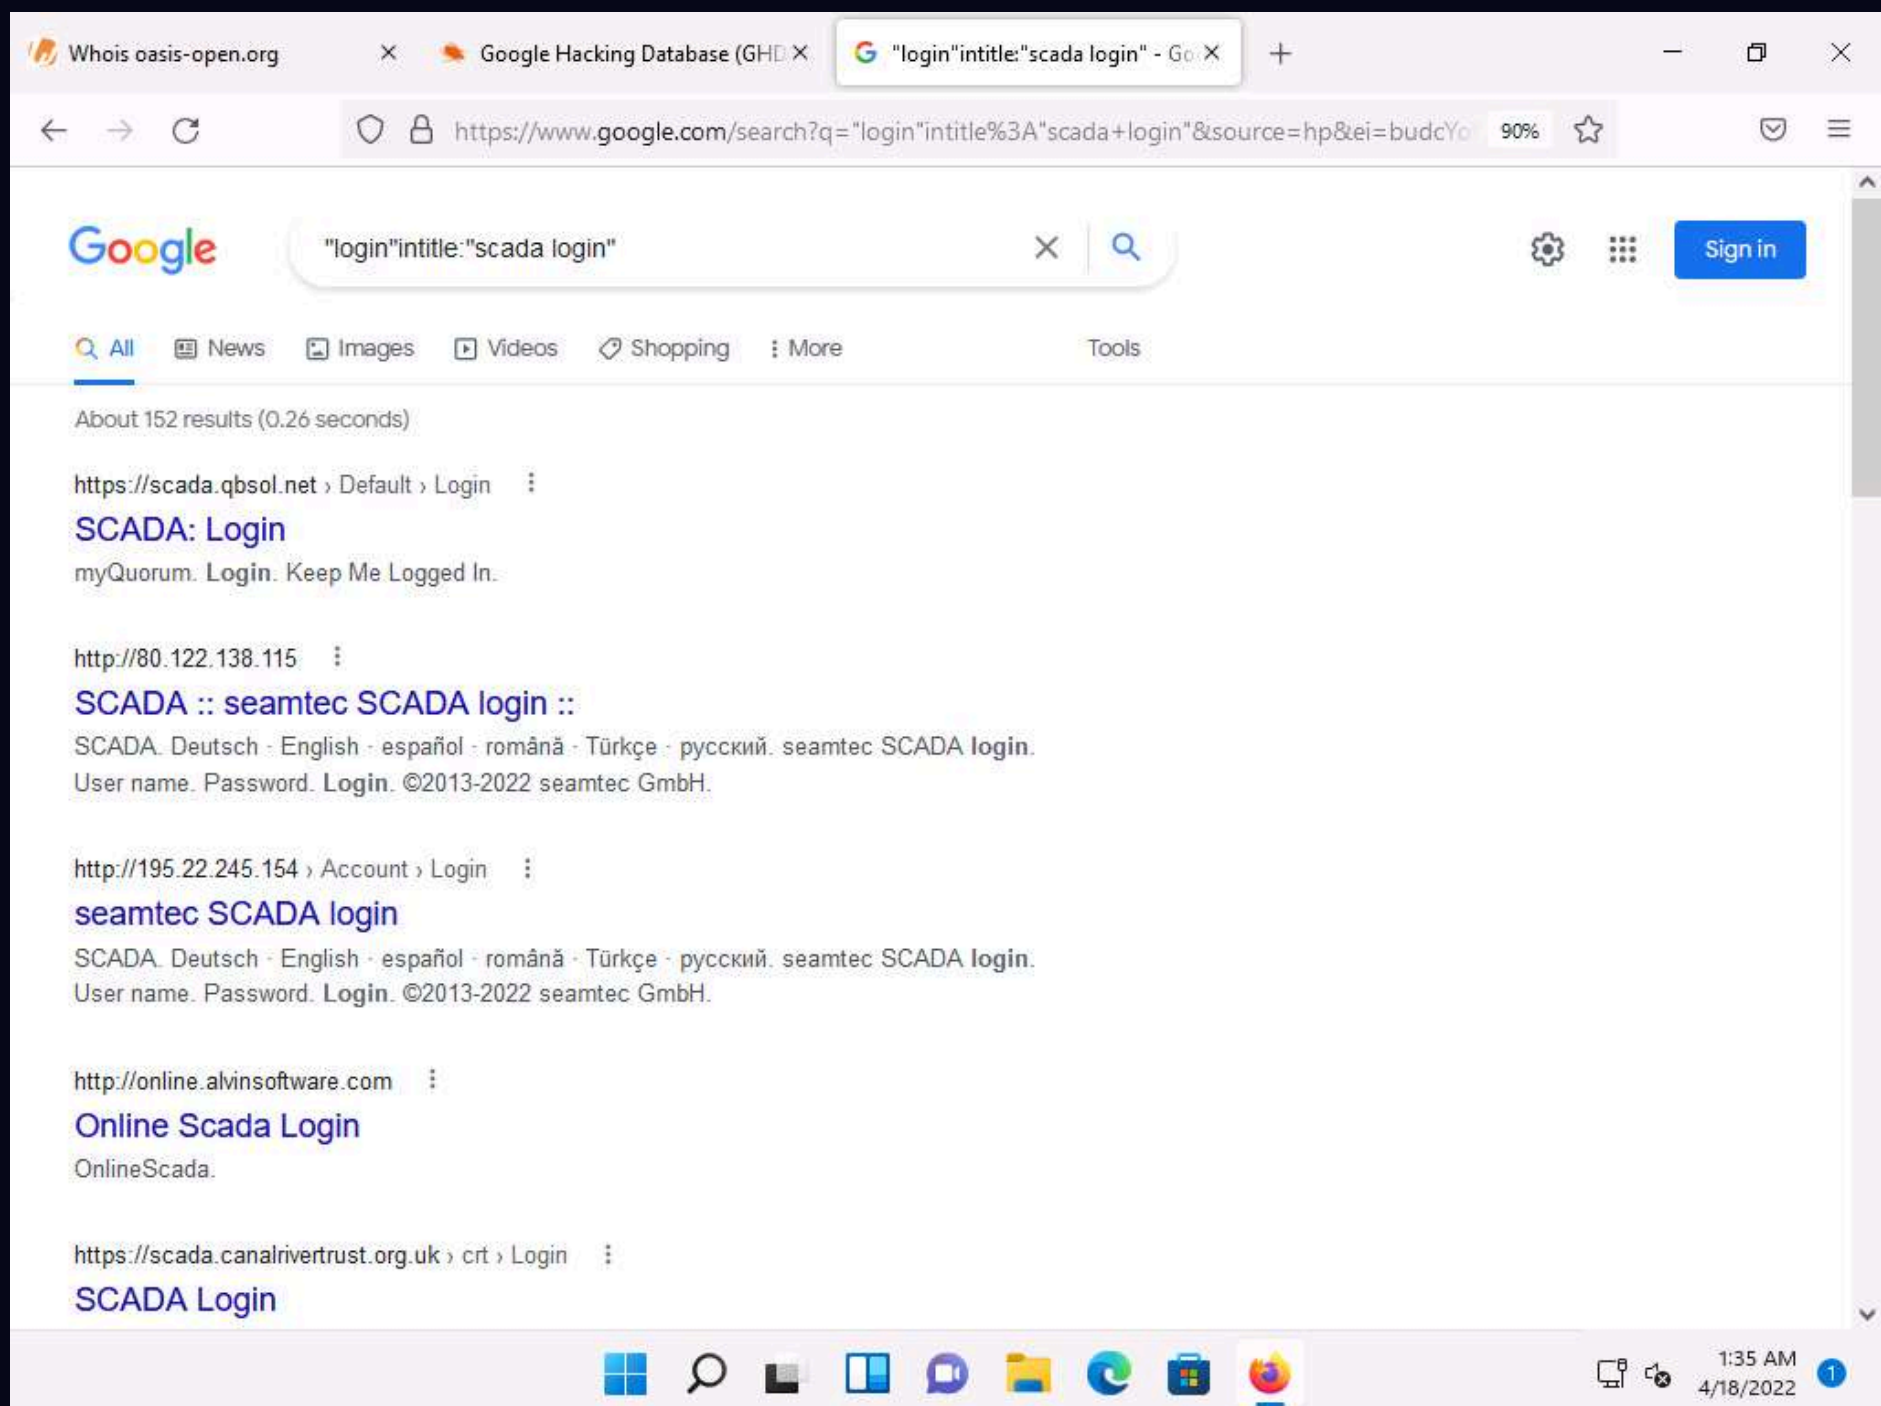 Whois oasis-open.org
Google Hacking Database (GHD
"login"intitle:"scada login" - Go
https://www.google.com/search?q="login"intitle%3A"scada+login"&source=hp&ei=budcYo
90%
Google
"login"intitle:"scada login"
Sign in
All
News
Images
Videos
Shopping
More
Tools
About 152 results (0.26 seconds)
https://scada.qbsol.net › Default › Login
SCADA: Login
myQuorum. Login. Keep Me Logged In.
http://80.122.138.115
SCADA :: seamtec SCADA login ::
SCADA. Deutsch · English · español · română · Türkçe · русский. seamtec SCADA login.
User name. Password. Login. ©2013-2022 seamtec GmbH.
http://195.22.245.154 › Account › Login
seamtec SCADA login
SCADA. Deutsch · English · español · română · Türkçe · русский. seamtec SCADA login.
User name. Password. Login. ©2013-2022 seamtec GmbH.
http://online.alvinsoftware.com
Online Scada Login
OnlineScada.
https://scada.canalrivertrust.org.uk › crt › Login
SCADA Login
1:35 AM
4/18/2022
1